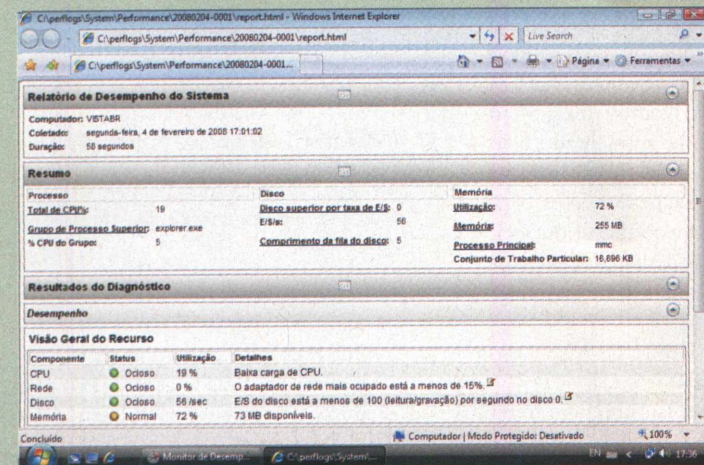 C:\perflogs\System\Performance\20080204-0001\report.html - Windows Internet Explorer
C:\perflogs\System\Performance\20080204-0001\report.html
Live Search
C:\perflogs\System\Performance\20080204-0001...
Página
Ferramentas
Relatório de Desempenho do Sistema
Computador: VISTABR
Coletado: segunda-feira, 4 de fevereiro de 2008 17:01:02
Duração: 58 segundos
Resumo
Processo Disco Memória
Total de CPU%: 19 Disco superior por taxa de E/S: 0 Utilização: 72 %
Grupo de Processo Superior: explorer.exe E/S/s: 56 Memória: 255 MB
% CPU do Grupo: 5 Comprimento da fila do disco: 5 Processo Principal: mmc
Conjunto de Trabalho Particular: 16,696 KB
Resultados do Diagnóstico
Desempenho
Visão Geral do Recurso
Componente Status Utilização Detalhes
CPU Ocioso 19 % Baixa carga de CPU.
Rede Ocioso 0 % O adaptador de rede mais ocupado está a menos de 15%.
Disco Ocioso 56 /sec E/S do disco está a menos de 100 (leitura/gravação) por segundo no disco 0.
Memória Normal 72 % 73 MB disponíveis.
Concluído Computador | Modo Protegido: Desativado 100%
Monitor de Desemp... C:\perflogs\System\... EN 17:36